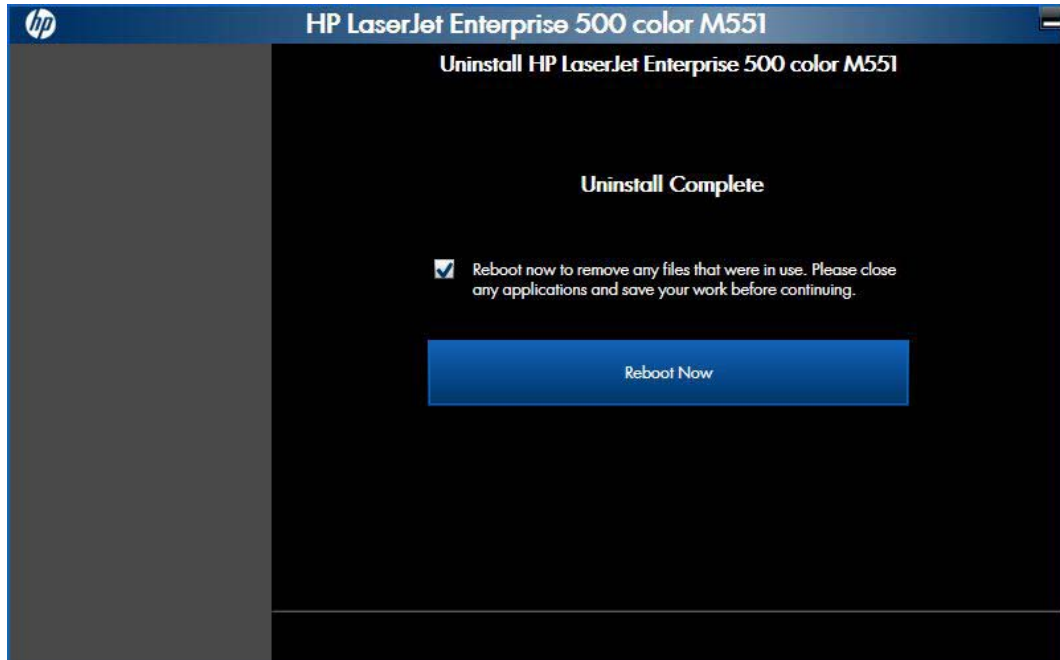 hp
HP LaserJet Enterprise 500 color M551
Uninstall HP LaserJet Enterprise 500 color M551
Uninstall Complete
Reboot now to remove any files that were in use. Please close
any applications and save your work before continuing.
Reboot Now